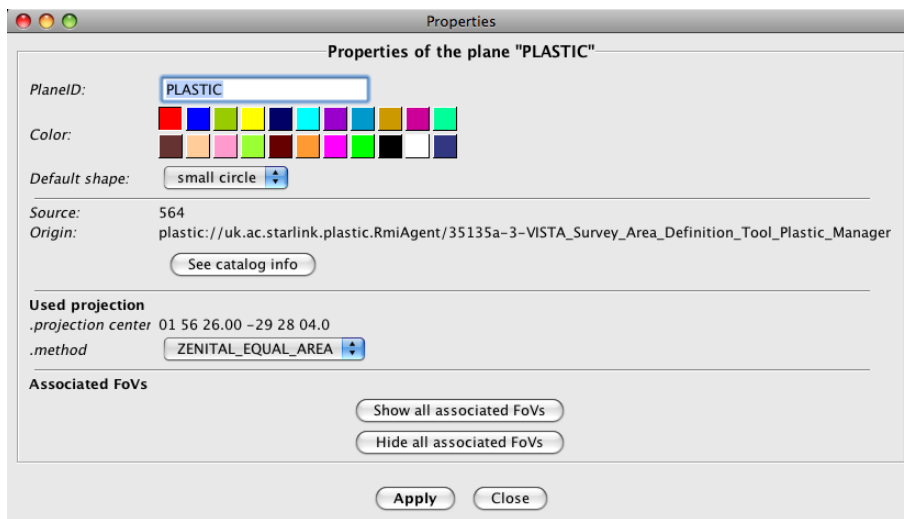 Properties
Properties of the plane "PLASTIC"
PlaneID: PLASTIC
Color:
Default shape: small circle
Source: 564
Origin: plastic://uk.ac.starlink.plastic.RmiAgent/35135a-3-VISTA_Survey_Area_Definition_Tool_Plastic_Manager
See catalog info
Used projection
.projection center 01 56 26.00 -29 28 04.0
.method ZENITAL_EQUAL_AREA
Associated FoVs
Show all associated FoVs
Hide all associated FoVs
Apply Close